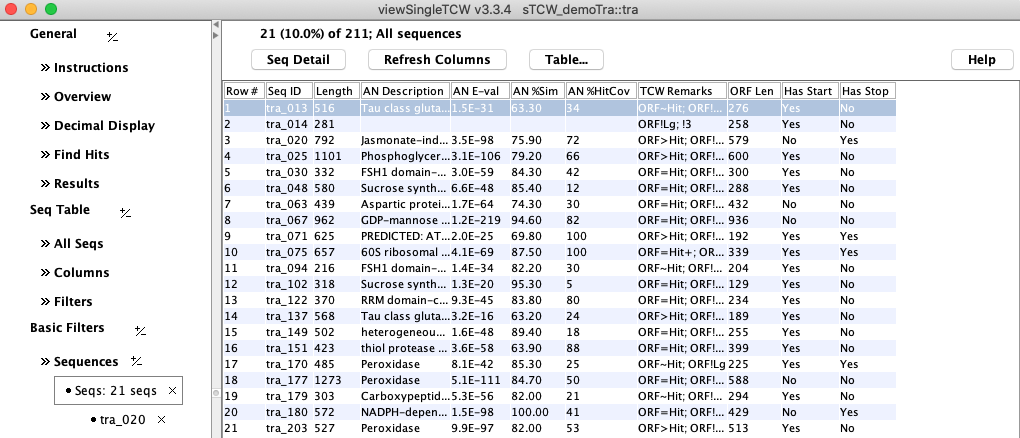 viewSingleTCW v3.3.4   sTCW_demoTra::tra
General +/-
» Instructions
» Overview
» Decimal Display
» Find Hits
» Results
Seq Table +/-
» All Seqs
» Columns
» Filters
Basic Filters +/-
» Sequences +/-
• Seqs: 21 seqs ×
• tra_020 ×
21 (10.0%) of 211; All sequences
Seq Detail Refresh Columns Table... Help
Row # Seq ID Length AN Description AN E-val AN %Sim AN %HitCov TCW Remarks ORF Len Has Start Has Stop
1 tra_013 516 Tau class gluta... 1.5E-31 63.30 34 ORF~Hit; ORF!... 276 Yes No
2 tra_014 281 ORF!Lg; !3 258 Yes No
3 tra_020 792 Jasmonate-ind... 3.5E-98 75.90 72 ORF>Hit; ORF!... 579 No Yes
4 tra_025 1101 Phosphoglycer... 3.1E-106 79.20 66 ORF>Hit; ORF!... 600 Yes No
5 tra_030 332 FSH1 domain-... 3.0E-59 84.30 42 ORF=Hit; ORF!... 300 Yes No
6 tra_048 580 Sucrose synth... 6.6E-48 85.40 12 ORF=Hit; ORF!... 288 Yes No
7 tra_063 439 Aspartic protei... 1.7E-64 74.30 30 ORF=Hit; ORF!... 432 No No
8 tra_067 962 GDP-mannose ... 1.2E-219 94.60 82 ORF=Hit; ORF!... 936 No No
9 tra_071 625 PREDICTED: AT... 2.0E-25 69.80 100 ORF>Hit; ORF!... 192 Yes Yes
10 tra_075 657 60S ribosomal ... 4.1E-69 87.50 100 ORF=Hit+; OR... 339 Yes Yes
11 tra_094 216 FSH1 domain-... 1.4E-34 82.20 30 ORF~Hit; ORF!... 204 Yes No
12 tra_102 318 Sucrose synth... 1.3E-20 95.30 5 ORF=Hit; ORF!... 129 Yes No
13 tra_122 370 RRM domain-c... 9.3E-45 83.80 80 ORF=Hit; ORF!... 234 Yes No
14 tra_137 568 Tau class gluta... 3.2E-16 63.20 24 ORF>Hit; ORF!... 189 Yes No
15 tra_149 502 heterogeneou... 1.6E-48 89.40 18 ORF=Hit; ORF!... 255 Yes No
16 tra_151 423 thiol protease ... 3.6E-58 63.90 88 ORF=Hit; ORF!... 399 Yes No
17 tra_170 485 Peroxidase 8.1E-42 85.30 25 ORF~Hit; ORF!Lg 225 Yes Yes
18 tra_177 1273 Peroxidase 5.1E-111 84.70 50 ORF=Hit; ORF!... 588 No No
19 tra_179 303 Carboxypeptid... 5.3E-56 82.00 21 ORF~Hit; ORF!... 294 Yes No
20 tra_180 572 NADPH-depen... 1.5E-98 100.00 41 ORF=Hit; ORF!... 429 No Yes
21 tra_203 527 Peroxidase 9.9E-97 82.00 53 ORF>Hit; ORF!... 513 Yes No